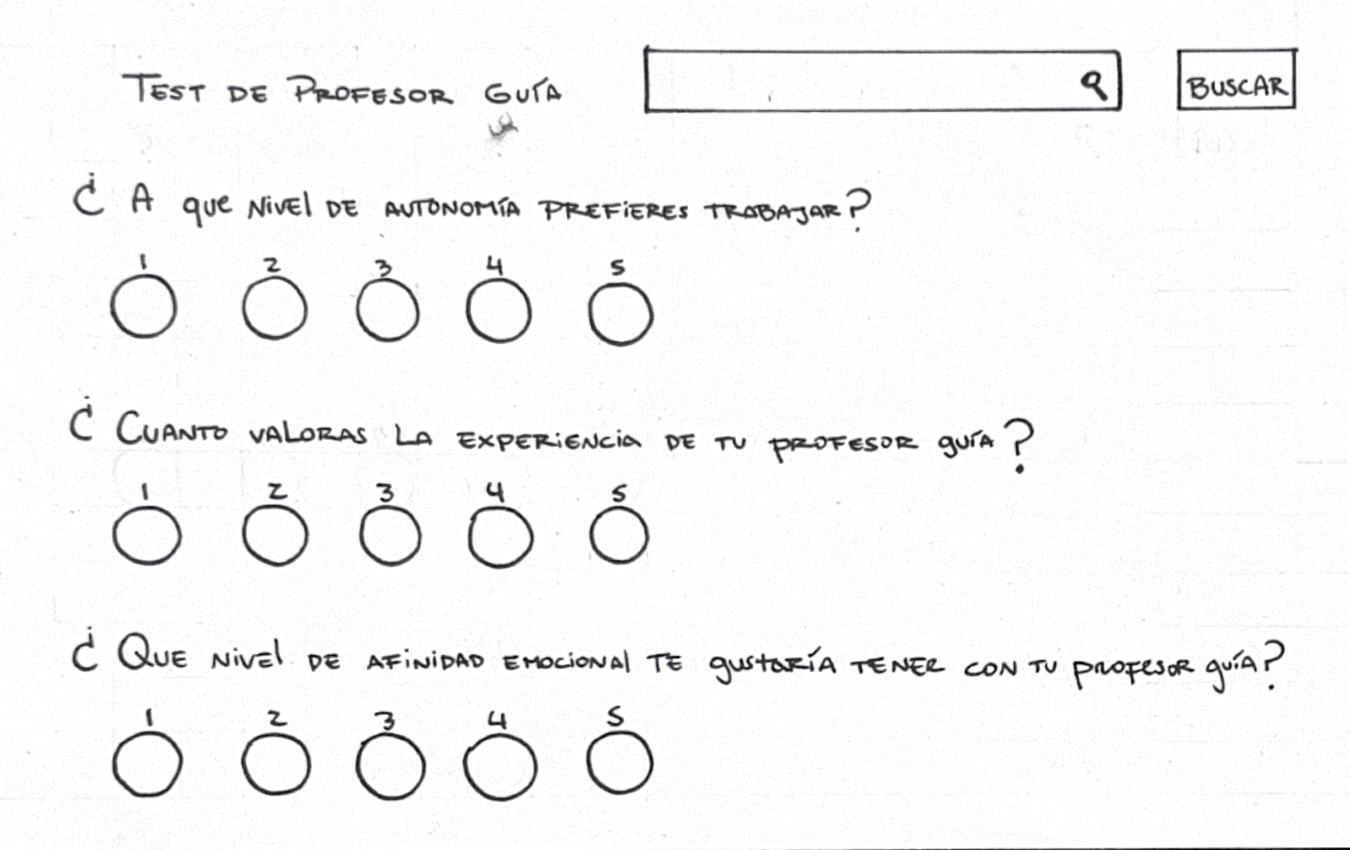 TEST DE PROFESOR GUÍA
BUSCAR
¿ A que NIVEl DE AUTONOMÍA PREFIERES TRABAJAR?
1 2 3 4 5
¿ CUANTO VALORAS LA EXPERIENCIA DE TU PROFESOR guíA?
1 2 3 4 5
¿ QUE NIVEl DE AFINIDAD EMOCIONAl TE gustaRÍA TENER CON TU PROFESOR guíA?
1 2 3 4 5